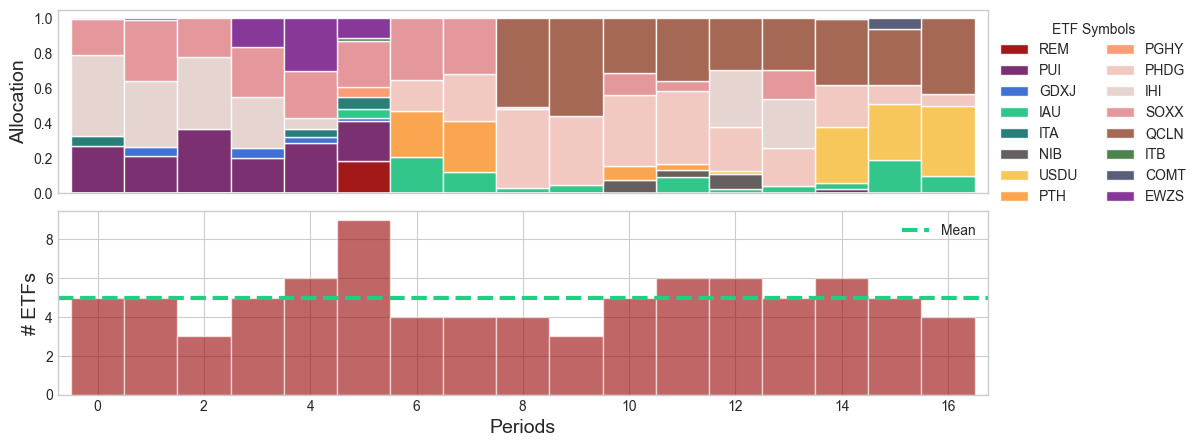 1.0
0.8
0.6
0.4
0.2
0.0
Allocation
ETF Symbols
REM
PUI
GDXJ
IAU
ITA
NIB
USDU
PTH
PGHY
PHDG
IHI
SOXX
QCLN
ITB
COMT
EWZS
8
6
4
2
0
# ETFs
Mean
0 2 4 6 8 10 12 14 16
Periods